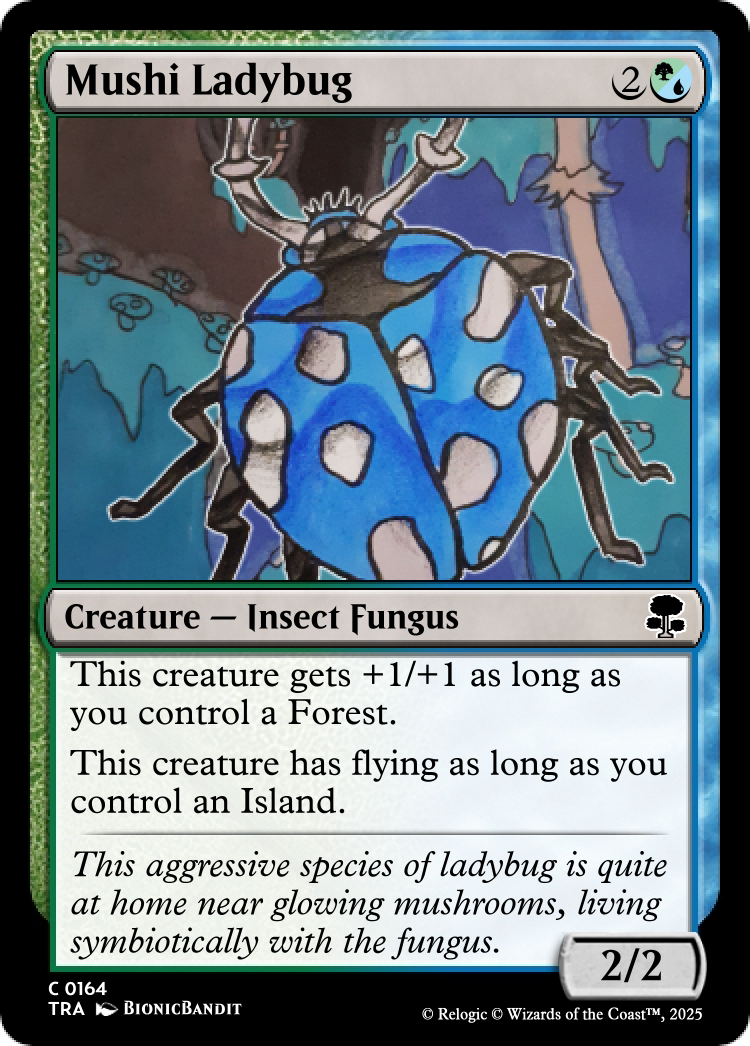 Mushi Ladybug 2
Creature — Insect Fungus
This creature gets +1/+1 as long as
you control a Forest.
This creature has flying as long as you
control an Island.
This aggressive species of ladybug is quite
at home near glowing mushrooms, living
symbiotically with the fungus.
2/2
C 0164
TRA BionicBandit
© Relogic © Wizards of the Coast™, 2025